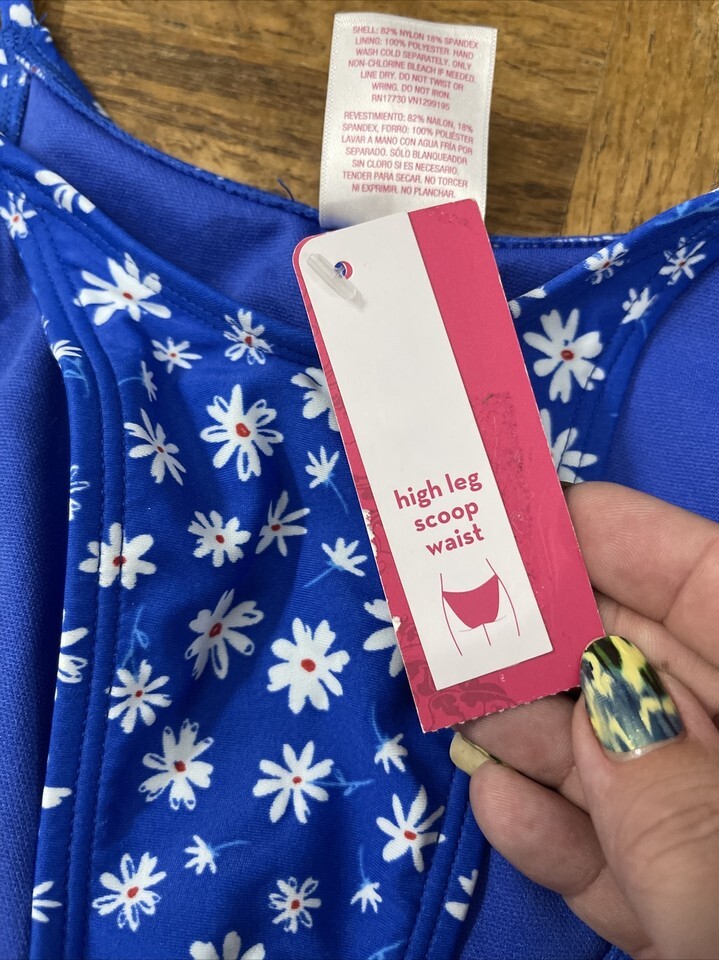 SHELL: 82% NYLON 18% SPANDEX
LINING: 100% POLYESTER. HAND
WASH COLD SEPARATELY. ONLY
NON-CHLORINE BLEACH IF NEEDED.
LINE DRY. DO NOT TWIST OR
WRING. DO NOT IRON.
RN17730 VN1299195
REVESTIMIENTO: 82% NAILON, 18%
SPANDEX, FORRO: 100% POLIÉSTER
LAVAR A MANO CON AGUA FRÍA POR
SEPARADO. SÓLO BLANQUEADOR
SIN CLORO SÍ ES NECESARIO.
TENDER PARA SECAR. NO TORCER
NI EXPRIMIR. NO PLANCHAR.
high leg
scoop
waist